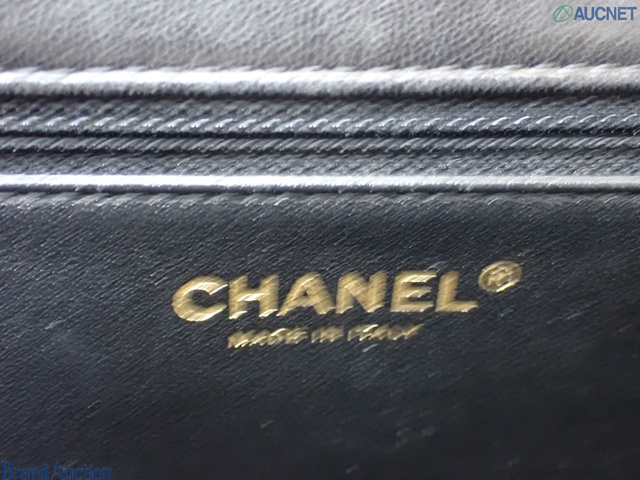 AUCNET
CHANEL®
MADE IN ITALY
Brand Auction